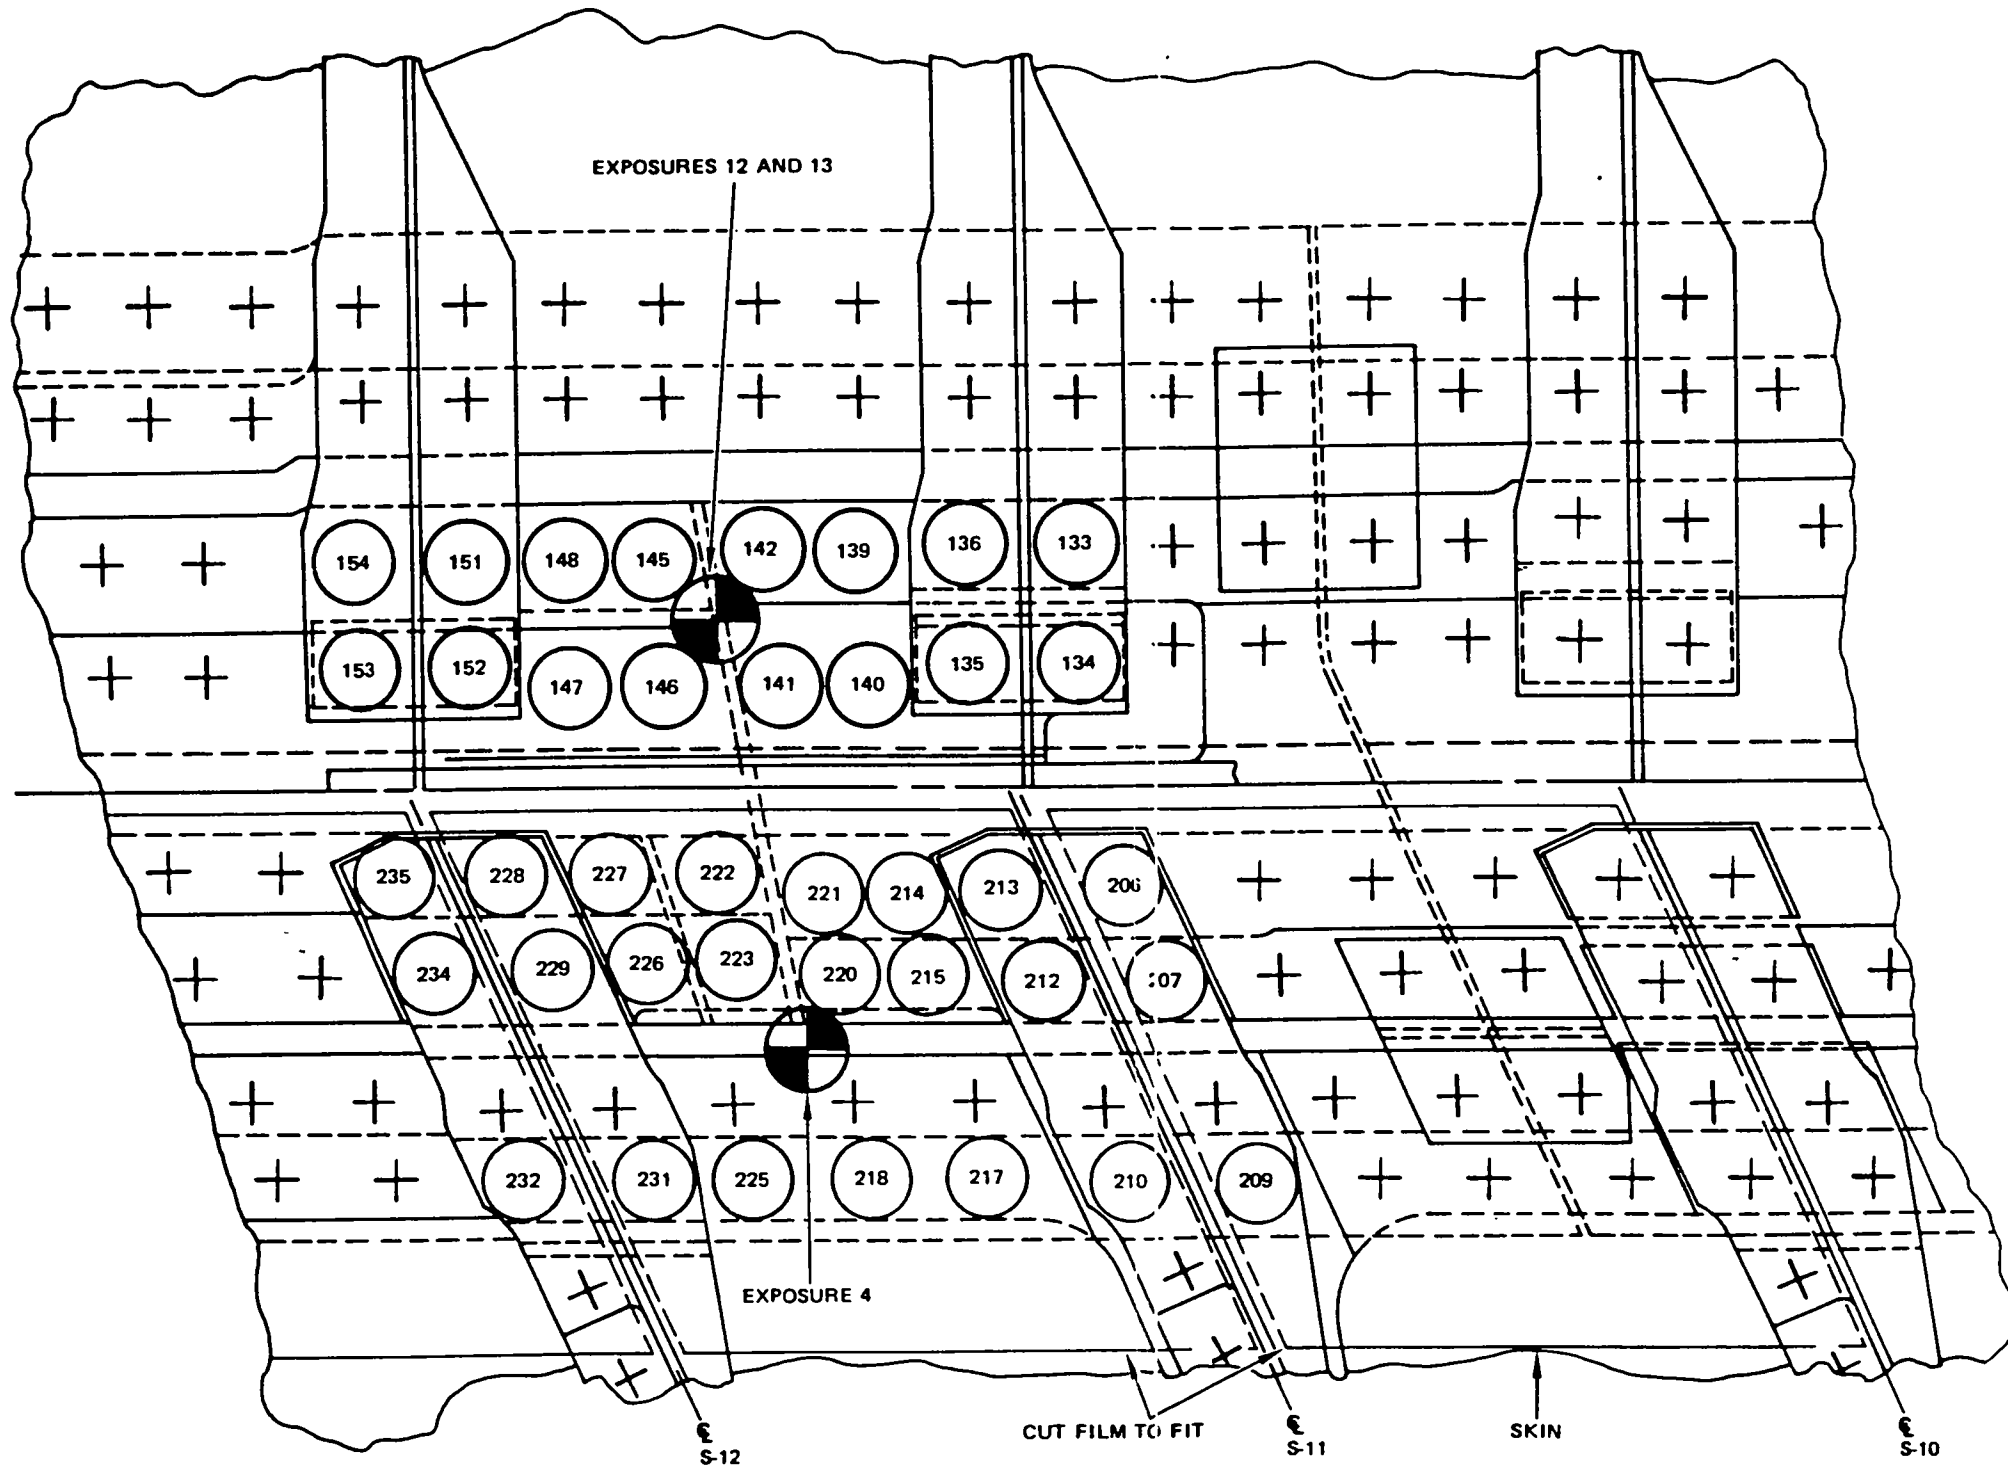 EXPOSURES 12 AND 13
154 151 148 145 142 139 136 133
153 152 147 146 141 140 135 134
235 228 227 222 221 214 213 206
234 229 226 223 220 215 212 207
232 231 225 218 217 210 209
EXPOSURE 4
CUT FILM TO FIT
SKIN
℄
S-12
℄
S-11
℄
S-10